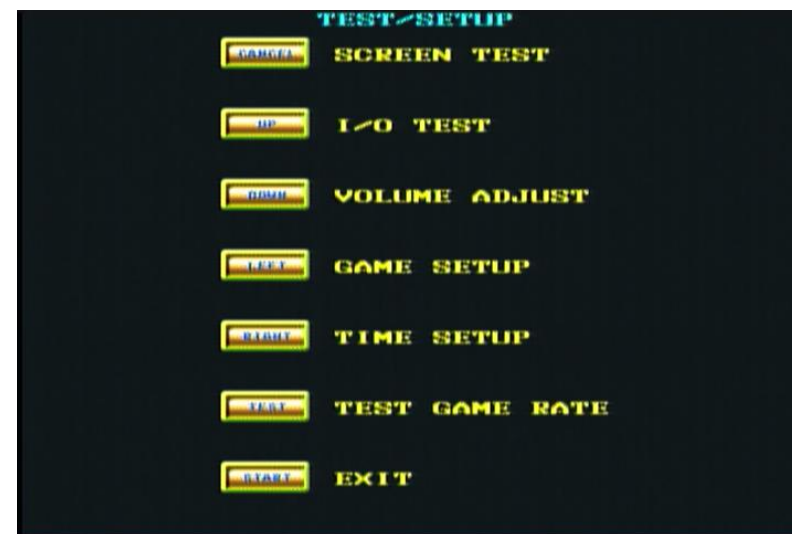 TEST/SETUP
CANCEL SCREEN TEST
UP I/O TEST
DOWN VOLUME ADJUST
LEFT GAME SETUP
RIGHT TIME SETUP
TEST TEST GAME RATE
START EXIT